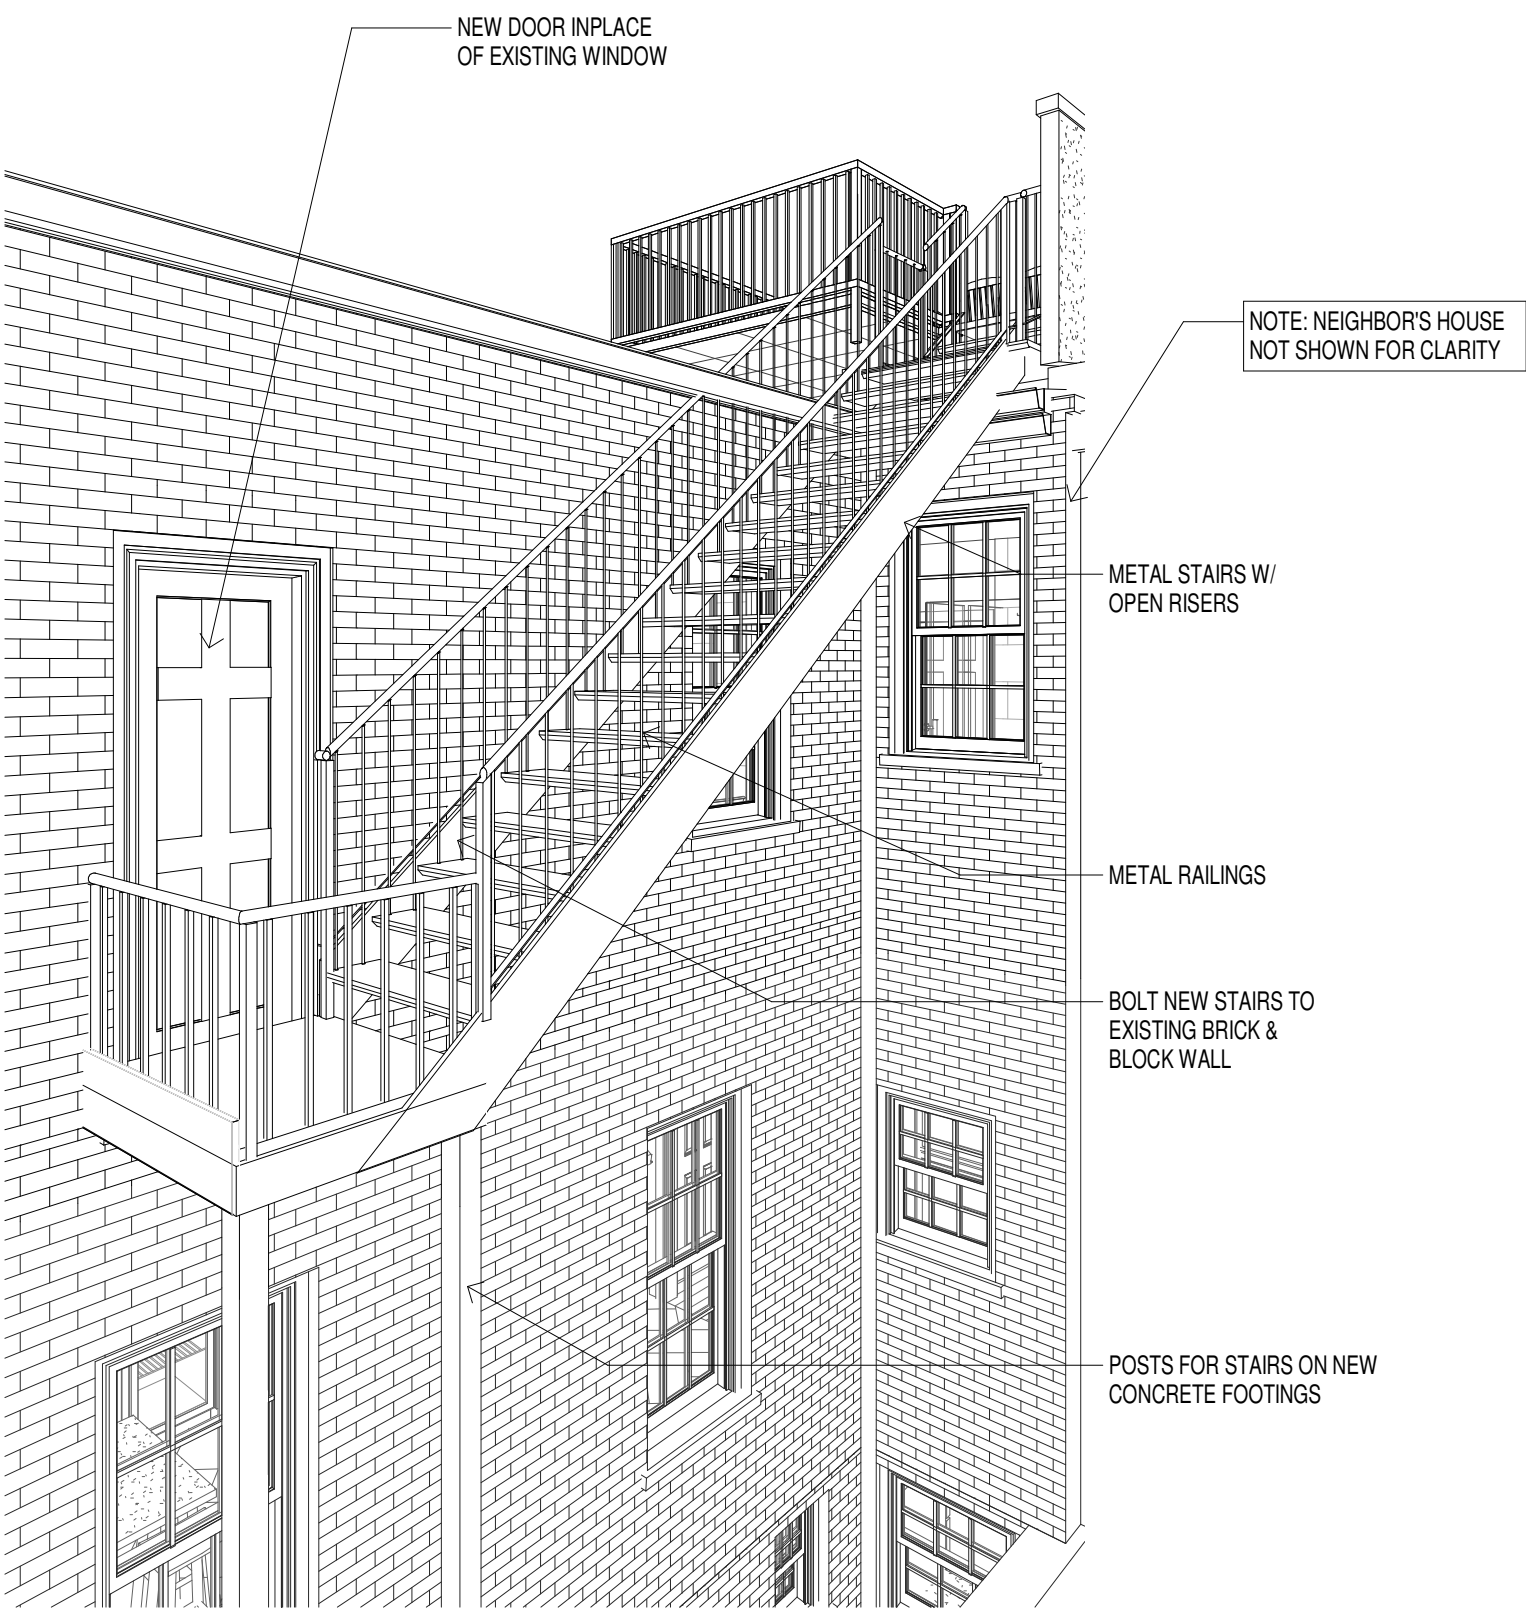 NEW DOOR INPLACE
OF EXISTING WINDOW
NOTE: NEIGHBOR'S HOUSE
NOT SHOWN FOR CLARITY
METAL STAIRS W/
OPEN RISERS
METAL RAILINGS
BOLT NEW STAIRS TO
EXISTING BRICK &
BLOCK WALL
POSTS FOR STAIRS ON NEW
CONCRETE FOOTINGS